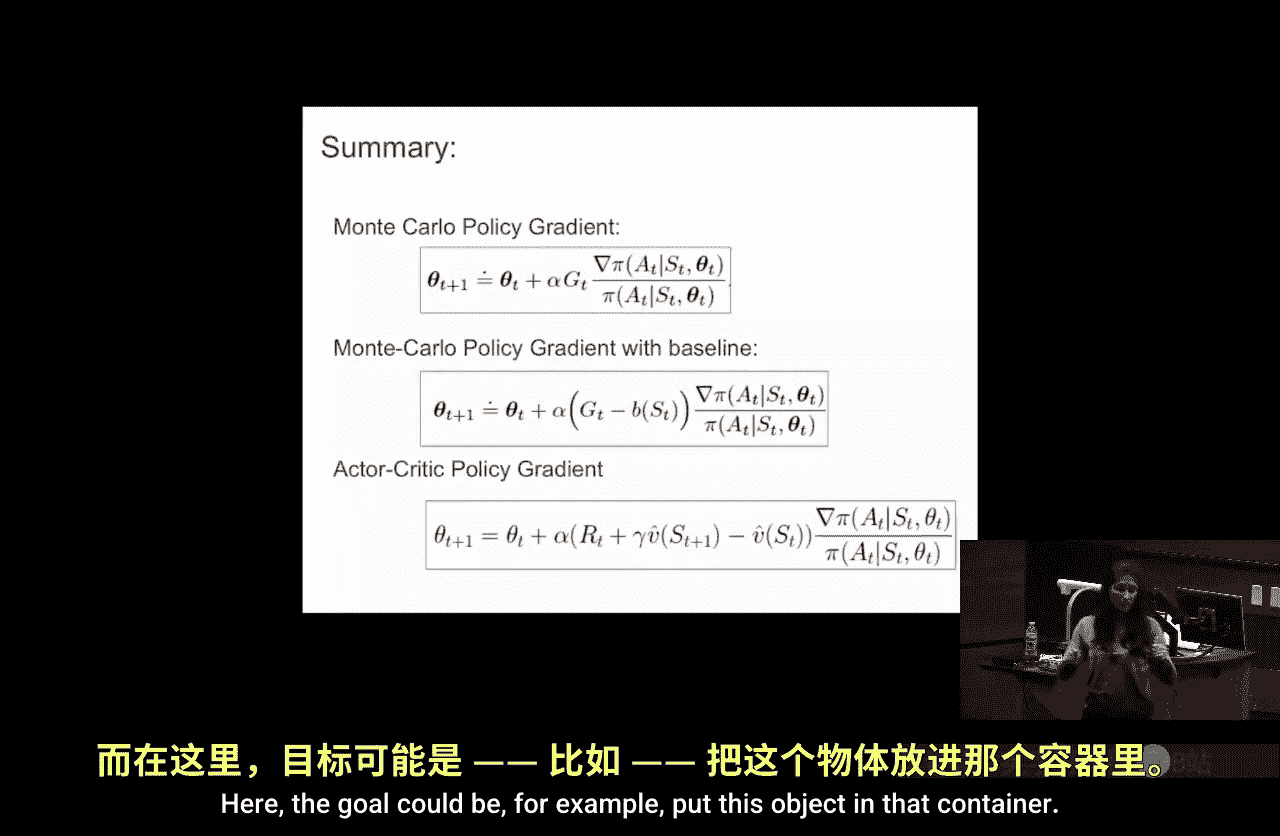 Summary:
Monte Carlo Policy Gradient:
θ_{t+1} ≐ θ_t + αG_t ∇π(A_t|S_t, θ_t) / π(A_t|S_t, θ_t)
Monte-Carlo Policy Gradient with baseline:
θ_{t+1} ≐ θ_t + α(G_t − b(S_t)) ∇π(A_t|S_t, θ_t) / π(A_t|S_t, θ_t)
Actor-Critic Policy Gradient
θ_{t+1} = θ_t + α(R_t + γv̂(S_{t+1}) − v̂(S_t)) ∇π(A_t|S_t, θ_t) / π(A_t|S_t, θ_t)
而在这里，目标可能是 —— 比如 —— 把这个物体放进那个容器里。
Here, the goal could be, for example, put this object in that container.